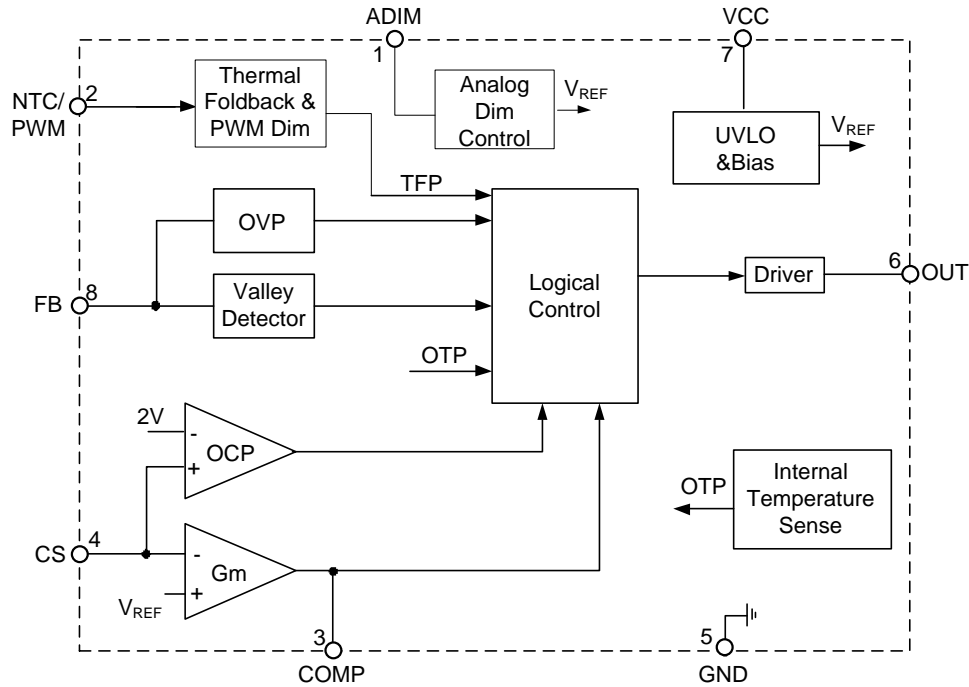 ADIM
1
VCC
7
NTC/
PWM
2
Thermal
Foldback &
PWM Dim
Analog
Dim
Control
VREF
UVLO
&Bias
VREF
TFP
OVP
FB
8
Valley
Detector
Logical
Control
Driver
6
OUT
OTP
2V
-
+
OCP
OTP
Internal
Temperature
Sense
CS
4
-
+
Gm
VREF
3
COMP
5
GND